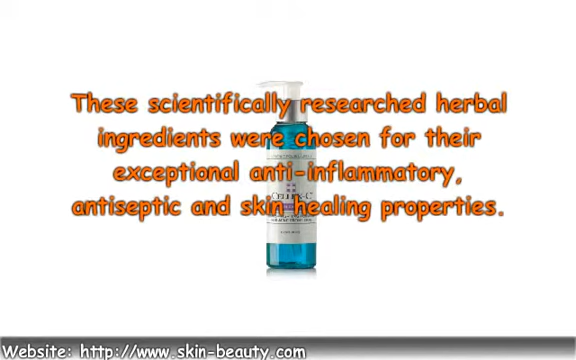 These scientifically researched herbal
ingredients were chosen for their
exceptional anti-inflammatory,
antiseptic and skin healing properties.
CELLEX-C
Website: http://www.skin-beauty.com